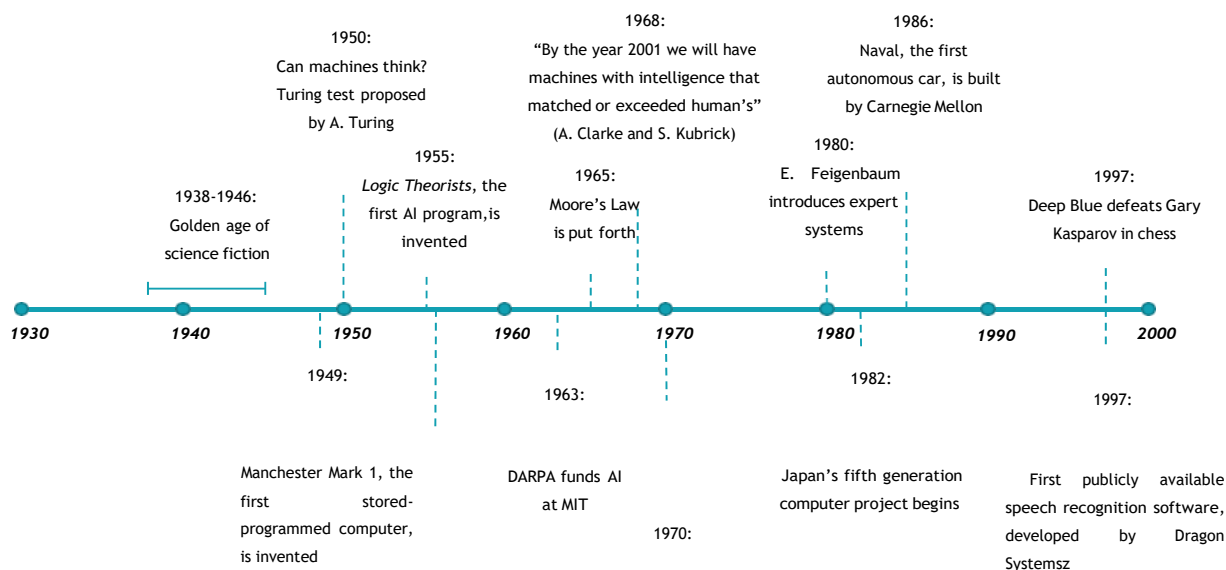 1950:
Can machines think?
Turing test proposed
by A. Turing
1968:
“By the year 2001 we will have
machines with intelligence that
matched or exceeded human’s”
(A. Clarke and S. Kubrick)
1986:
Naval, the first
autonomous car, is built
by Carnegie Mellon
1938-1946:
Golden age of
science fiction
1955:
Logic Theorists, the
first AI program,is
invented
1965:
Moore’s Law
is put forth
1980:
E. Feigenbaum
introduces expert
systems
1997:
Deep Blue defeats Gary
Kasparov in chess
1930
1940
1950
1960
1970
1980
1990
2000
1949:
Manchester Mark 1, the
first stored-
programmed computer,
is invented
1963:
DARPA funds AI
at MIT
1970:
1982:
Japan’s fifth generation
computer project begins
1997:
First publicly available
speech recognition software,
developed by Dragon
Systemsz